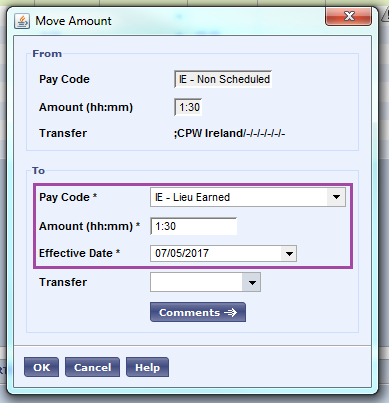 Move Amount
From
Pay Code IE - Non Scheduled
Amount (hh:mm) 1:30
Transfer ;CPW Ireland/-/-/-/-/-/-
To
Pay Code * IE - Lieu Earned
Amount (hh:mm) * 1:30
Effective Date * 07/05/2017
Transfer
Comments
OK Cancel Help